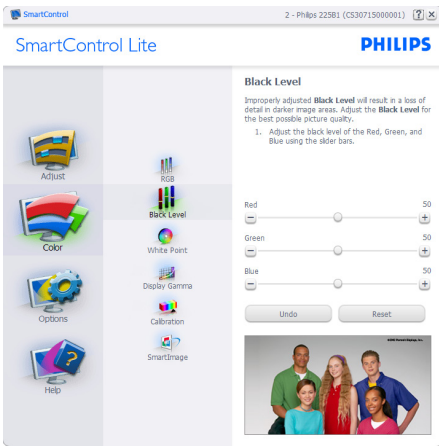 SmartControl
2 - Philips 225B1 (CS30715000001)
SmartControl Lite
PHILIPS
Adjust
Color
Options
Help
RGB
Black Level
White Point
Display Gamma
Calibration
SmartImage
Black Level
Improperly adjusted Black Level will result in a loss of
detail in darker image areas. Adjust the Black Level for
the best possible picture quality.
1. Adjust the black level of the Red, Green, and
Blue using the slider bars.
Red 50
Green 50
Blue 50
Undo Reset